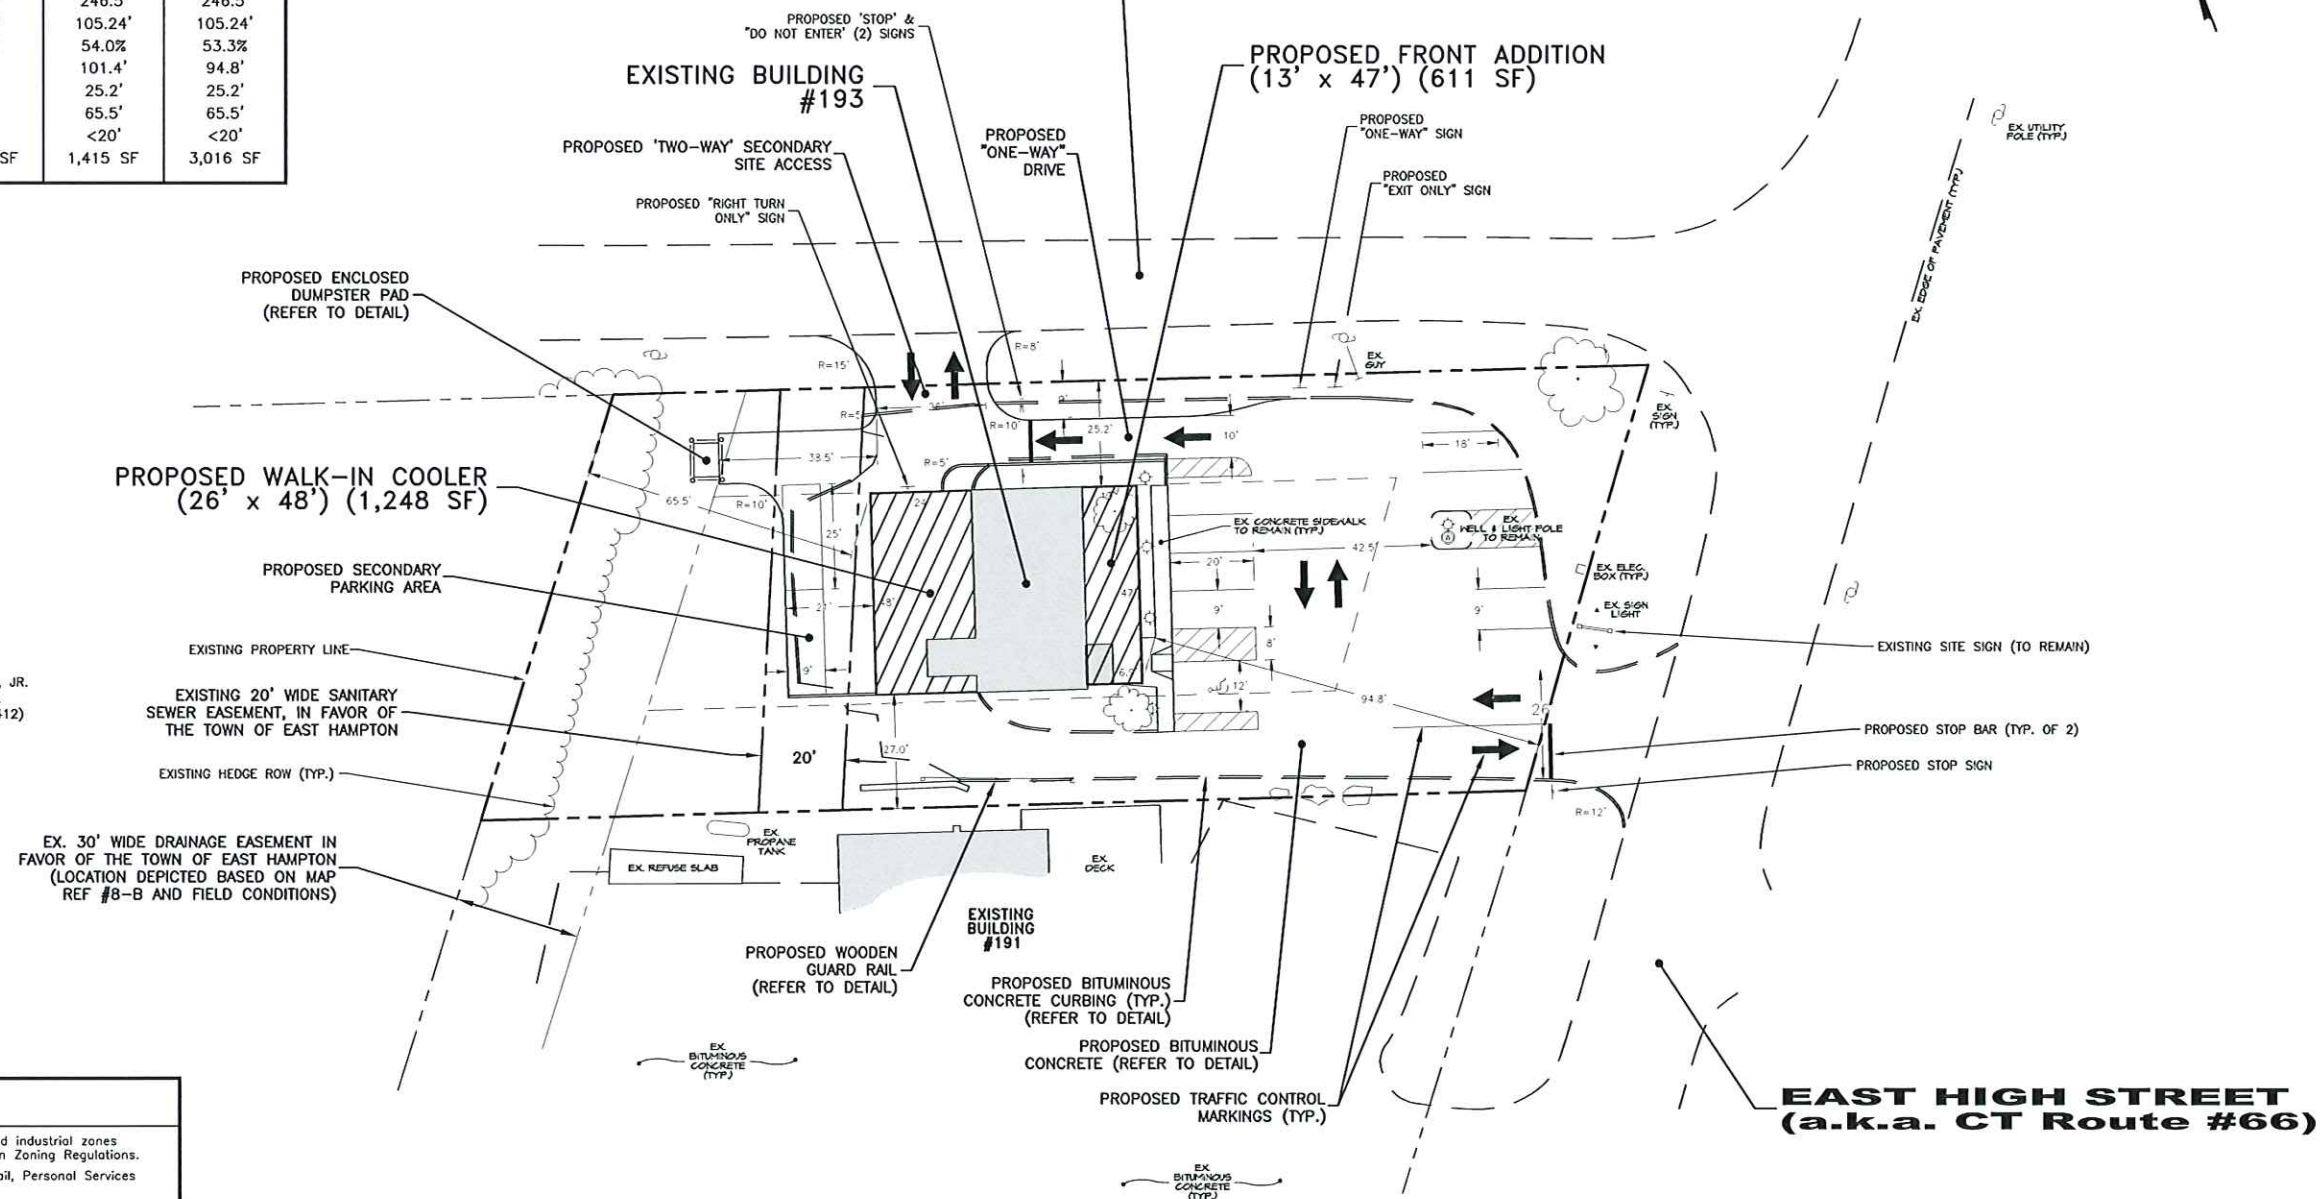 246.5' 246.5'
105.24' 105.24'
54.0% 53.3%
101.4' 94.8'
25.2' 25.2'
65.5' 65.5'
<20' <20'
SF 1,415 SF 3,016 SF
PROPOSED 'STOP' &
"DO NOT ENTER' (2) SIGNS
EXISTING BUILDING
#193
PROPOSED FRONT ADDITION
(13' x 47') (611 SF)
PROPOSED 'TWO-WAY' SECONDARY
SITE ACCESS
PROPOSED
"ONE-WAY"
DRIVE
PROPOSED
"ONE-WAY" SIGN
PROPOSED
"EXIT ONLY" SIGN
EX. UTILITY
POLE (TYP.)
EX. EDGE OF PAVEMENT (TYP.)
PROPOSED "RIGHT TURN
ONLY" SIGN
PROPOSED ENCLOSED
DUMPSTER PAD
(REFER TO DETAIL)
R=15'
R=8'
EX.
GUY
EX.
SIGN
(TYP.)
R=5'
26'
9'
R=10'
25.2'
10'
18'
38.5'
R=5'
PROPOSED WALK-IN COOLER
(26' x 48') (1,248 SF)
65.5'
R=10'
24'
25'
EX. CONCRETE SIDEWALK
TO REMAIN (TYP.)
EX.
WELL & LIGHT POLE
TO REMAIN
42.5'
20'
EX. ELEC.
BOX (TYP.)
PROPOSED SECONDARY
PARKING AREA
48'
47'
9'
9'
EX. SIGN
LIGHT
8'
EXISTING PROPERTY LINE
EXISTING SITE SIGN (TO REMAIN)
9'
12'
94.8'
26'
, JR.
412)
EXISTING 20' WIDE SANITARY
SEWER EASEMENT, IN FAVOR OF
THE TOWN OF EAST HAMPTON
20'
27.0'
PROPOSED STOP BAR (TYP. OF 2)
EXISTING HEDGE ROW (TYP.)
PROPOSED STOP SIGN
R=12'
EX. 30' WIDE DRAINAGE EASEMENT IN
FAVOR OF THE TOWN OF EAST HAMPTON
(LOCATION DEPICTED BASED ON MAP
REF #8-B AND FIELD CONDITIONS)
EX.
PROPANE
TANK
EX. REFUSE SLAB
EX.
DECK
EXISTING
BUILDING
#191
PROPOSED WOODEN
GUARD RAIL
(REFER TO DETAIL)
PROPOSED BITUMINOUS
CONCRETE CURBING (TYP.)
(REFER TO DETAIL)
PROPOSED BITUMINOUS
CONCRETE (REFER TO DETAIL)
EX.
BITUMINOUS
CONCRETE
(TYP.)
PROPOSED TRAFFIC CONTROL
MARKINGS (TYP.)
EAST HIGH STREET
(a.k.a. CT Route #66)
d industrial zones
n Zoning Regulations.
ail, Personal Services
EX.
BITUMINOUS
CONCRETE
(TYP.)